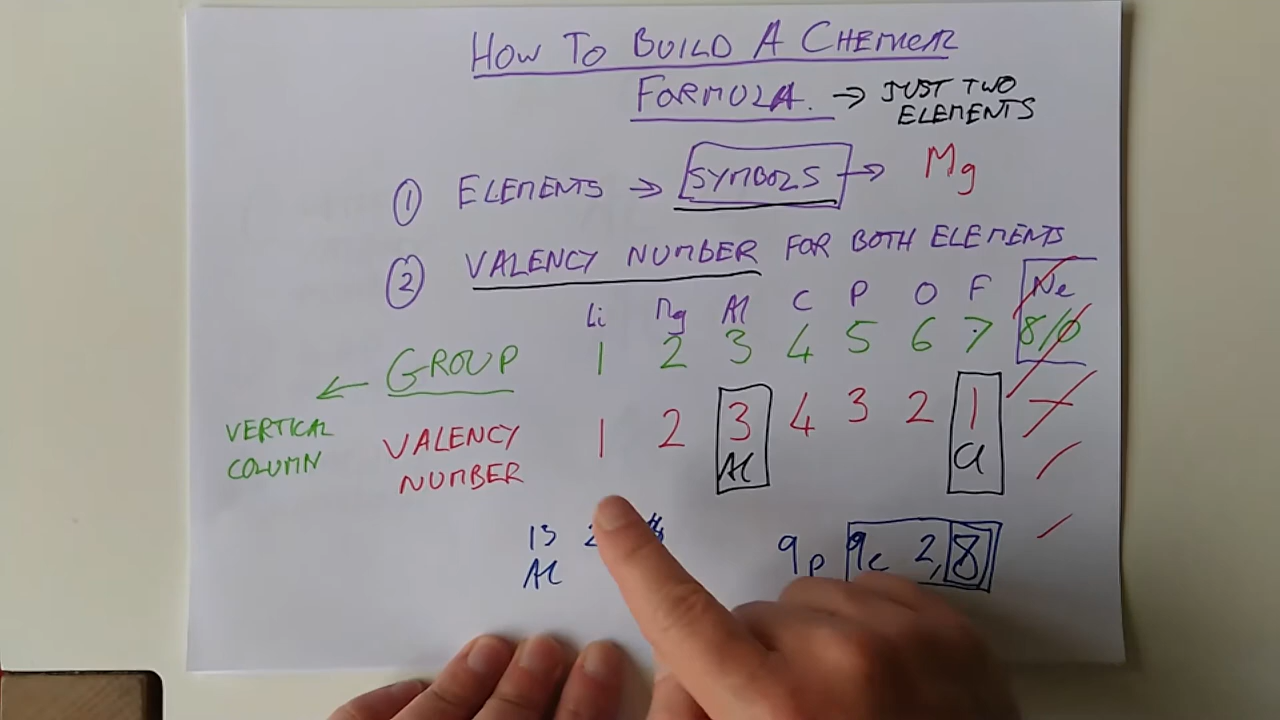 HOW TO BUILD A CHEMICAL
FORMULA. → JUST TWO
ELEMENTS
① ELEMENTS → SYMBOLS → Mg
② VALENCY NUMBER FOR BOTH ELEMENTS
Li Mg Al C P O F Ne
GROUP 1 2 3 4 5 6 7 8/0
VERTICAL
COLUMN
VALENCY
NUMBER
1 2 3 4 3 2 1
Al Cl
13 2
Al
9p 9e 2,8